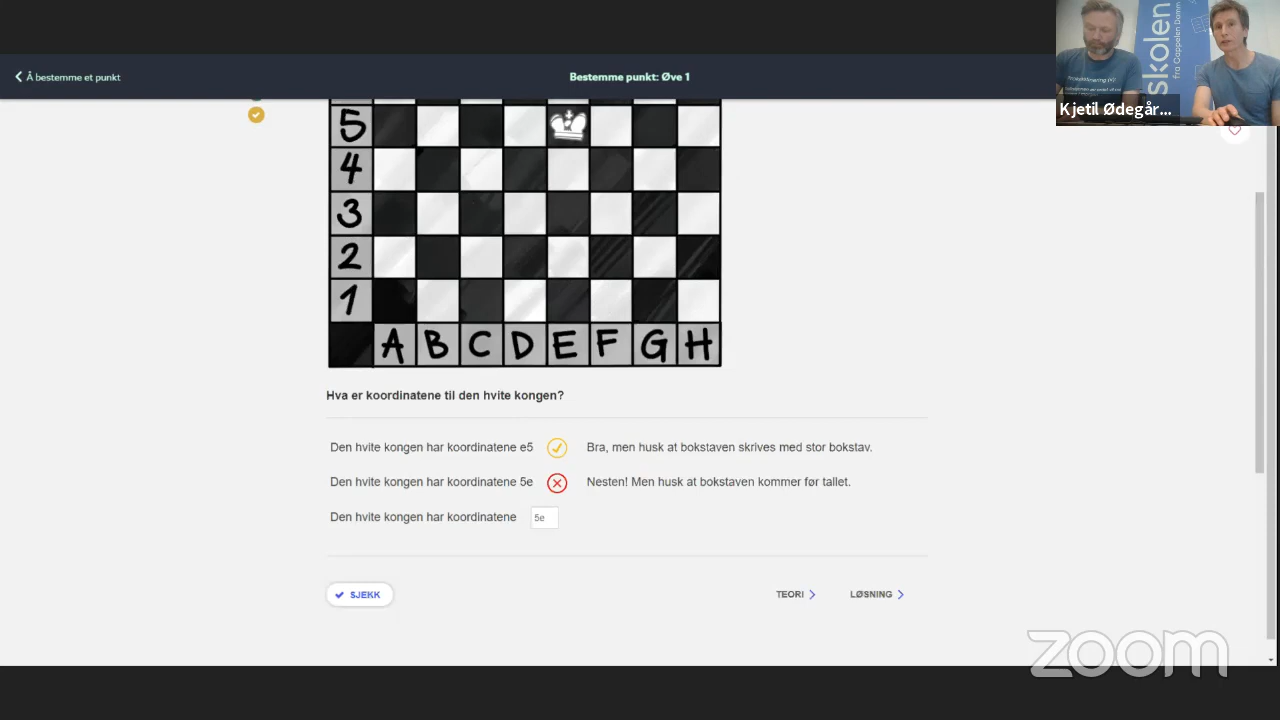 Å bestemme et punkt
Bestemme punkt: Øve 1
skolen
fra Cappelen Damm
Kjetil Ødegår...
5
4
3
2
1
A B C D E F G H
Hva er koordinatene til den hvite kongen?
Den hvite kongen har koordinatene e5
Bra, men husk at bokstaven skrives med stor bokstav.
Den hvite kongen har koordinatene 5e
Nesten! Men husk at bokstaven kommer før tallet.
Den hvite kongen har koordinatene 5e
SJEKK
TEORI
LØSNING
zoom